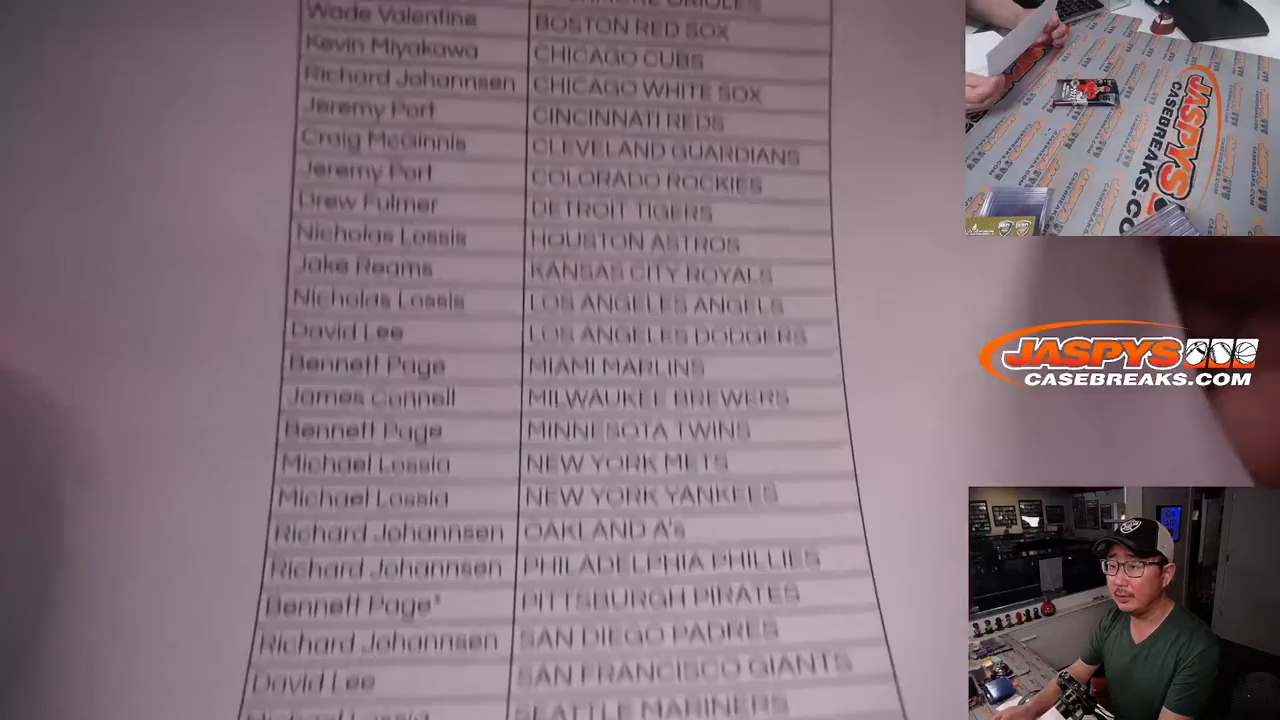 ORIOLES
Wade Valentine BOSTON RED SOX
Kevin Miyakawa CHICAGO CUBS
Richard Johannsen CHICAGO WHITE SOX
Jeremy Port CINCINNATI REDS
Craig McGinnis CLEVELAND GUARDIANS
Jeremy Port COLORADO ROCKIES
Drew Fulmer DETROIT TIGERS
Nicholas Lossis HOUSTON ASTROS
Jake Reams KANSAS CITY ROYALS
Nicholas Lossis LOS ANGELES ANGELS
David Lee LOS ANGELES DODGERS
Bennett Page MIAMI MARLINS
James Connell MILWAUKEE BREWERS
Bennett Page MINNESOTA TWINS
Michael Lossia NEW YORK METS
Michael Lossia NEW YORK YANKEES
Richard Johannsen OAKLAND A's
Richard Johannsen PHILADELPHIA PHILLIES
Bennett Page* PITTSBURGH PIRATES
Richard Johannsen SAN DIEGO PADRES
David Lee SAN FRANCISCO GIANTS
Michael Lossia SEATTLE MARINERS
JASPYS
CASEBREAKS.COM
JASPYS
CASEBREAKS.COM